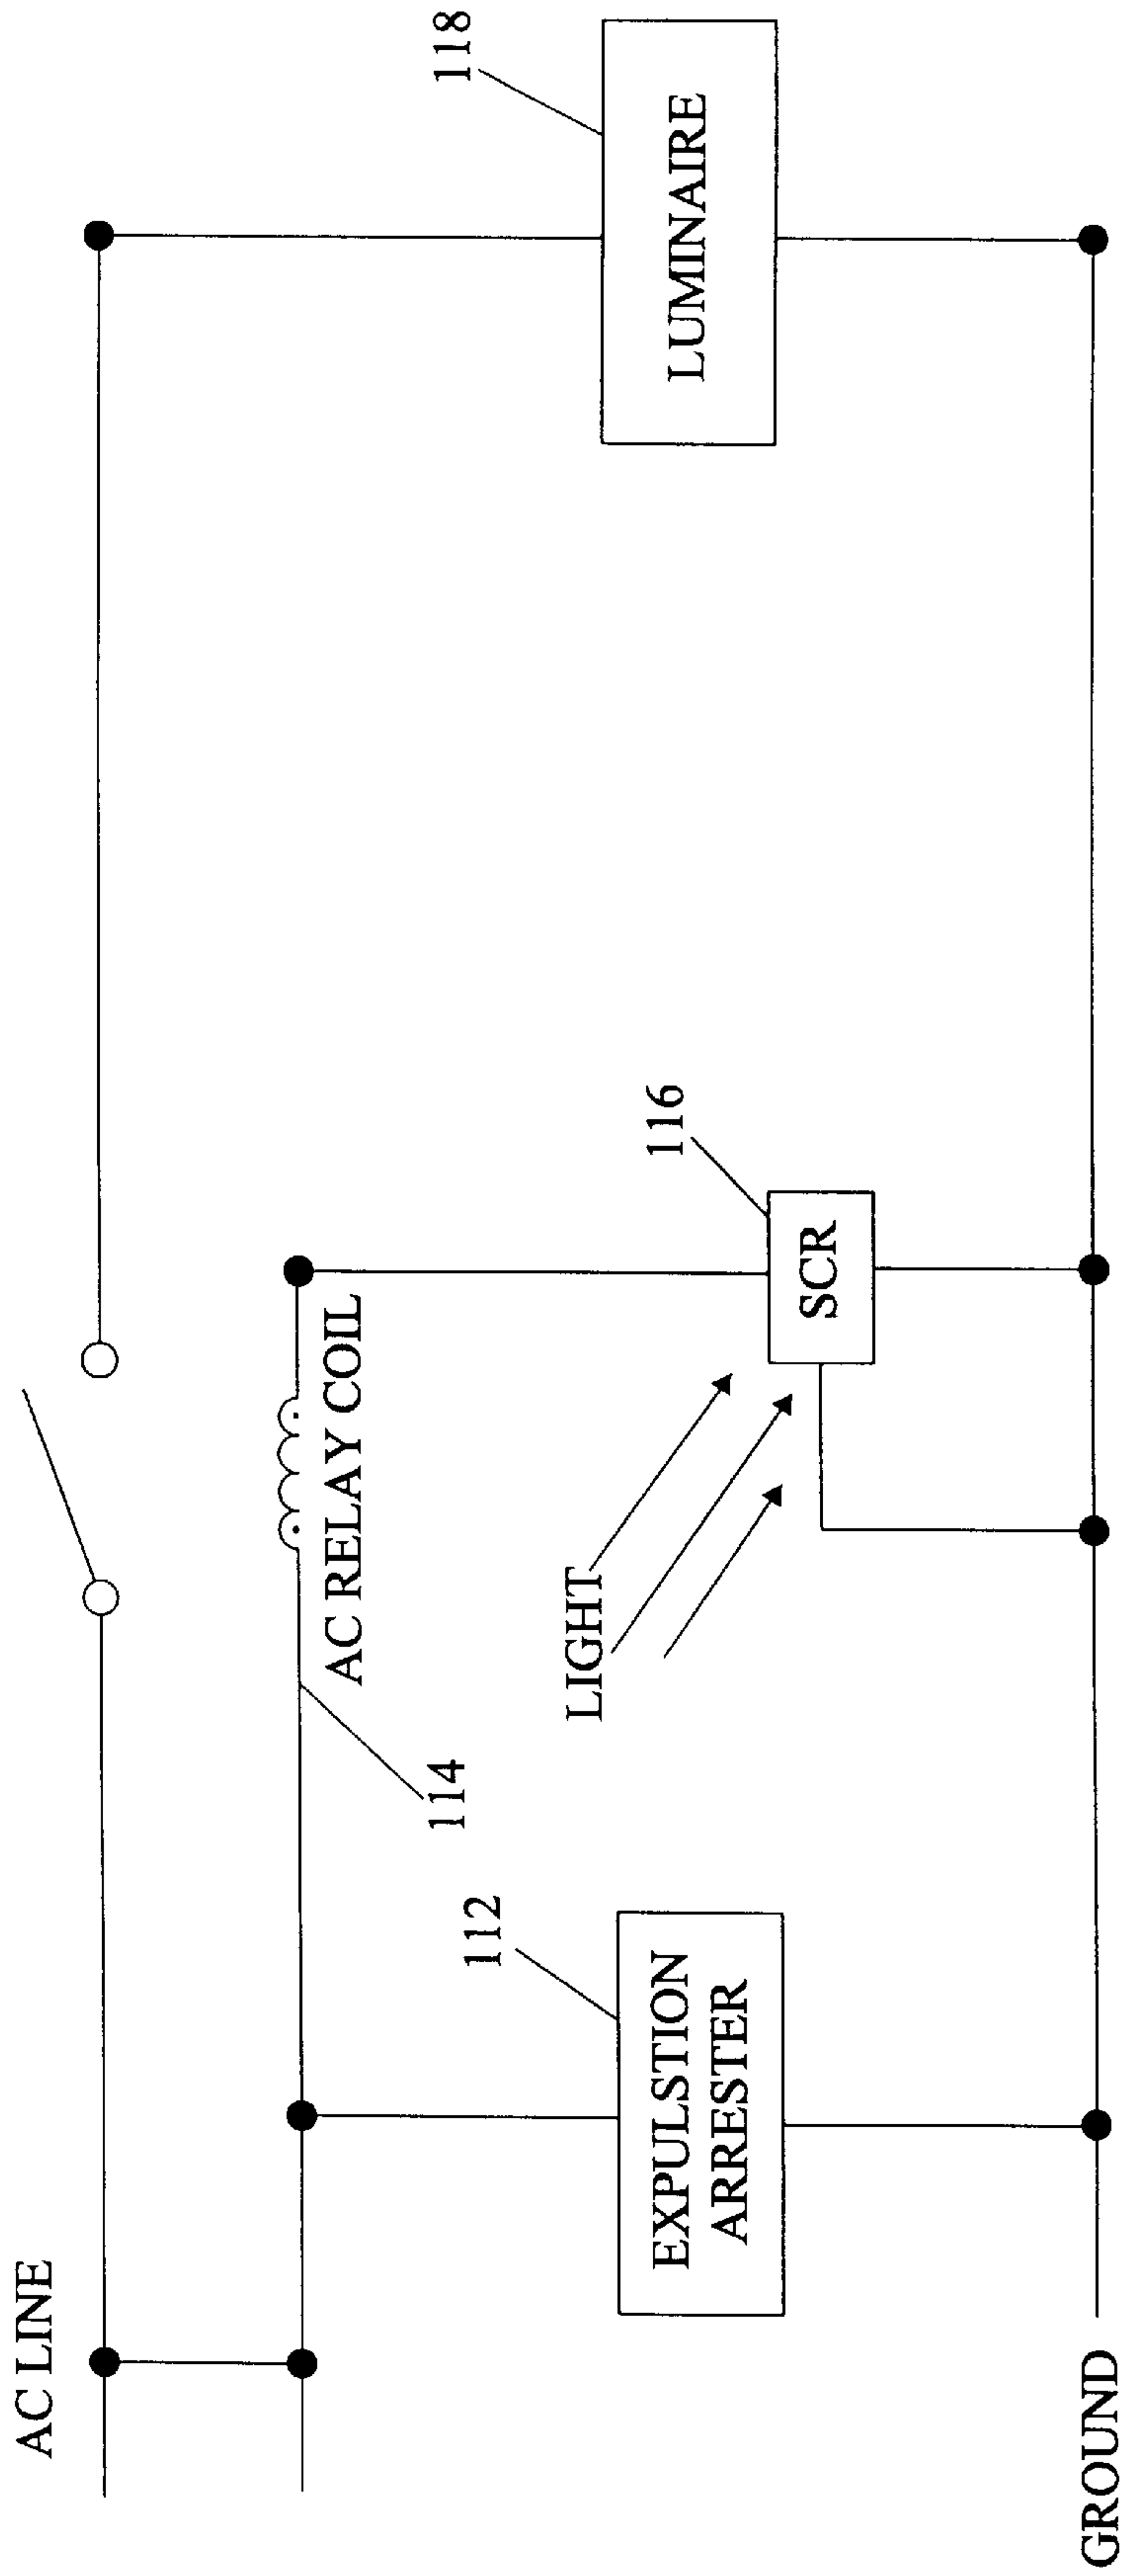 AC LINE
AC RELAY COIL
114
118
112
EXPULSTION
ARRESTER
LIGHT
116
SCR
LUMINAIRE
GROUND